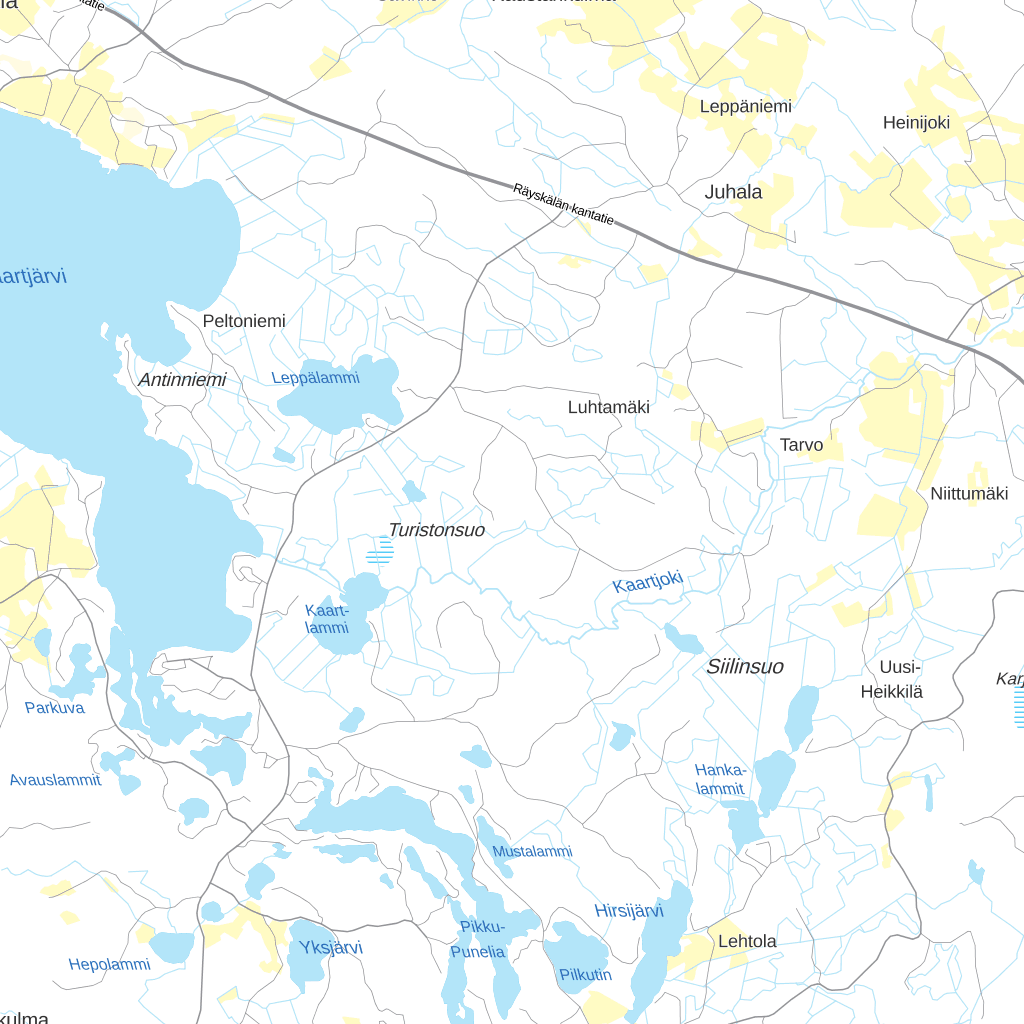 Leppäniemi
Heinijoki
Juhala
Räyskälän kantatie
Peltoniemi
Antinniemi
Leppälammi
Luhtamäki
Tarvo
Niittumäki
Turistonsuo
Kaartjoki
Kaart-
lammi
Siilinsuo
Uusi-
Heikkilä
Parkuva
Avauslammit
Hanka-
lammit
Mustalammi
Hirsijärvi
Pikku-
Punelia
Lehtola
Yksjärvi
Hepolammi
Pilkutin